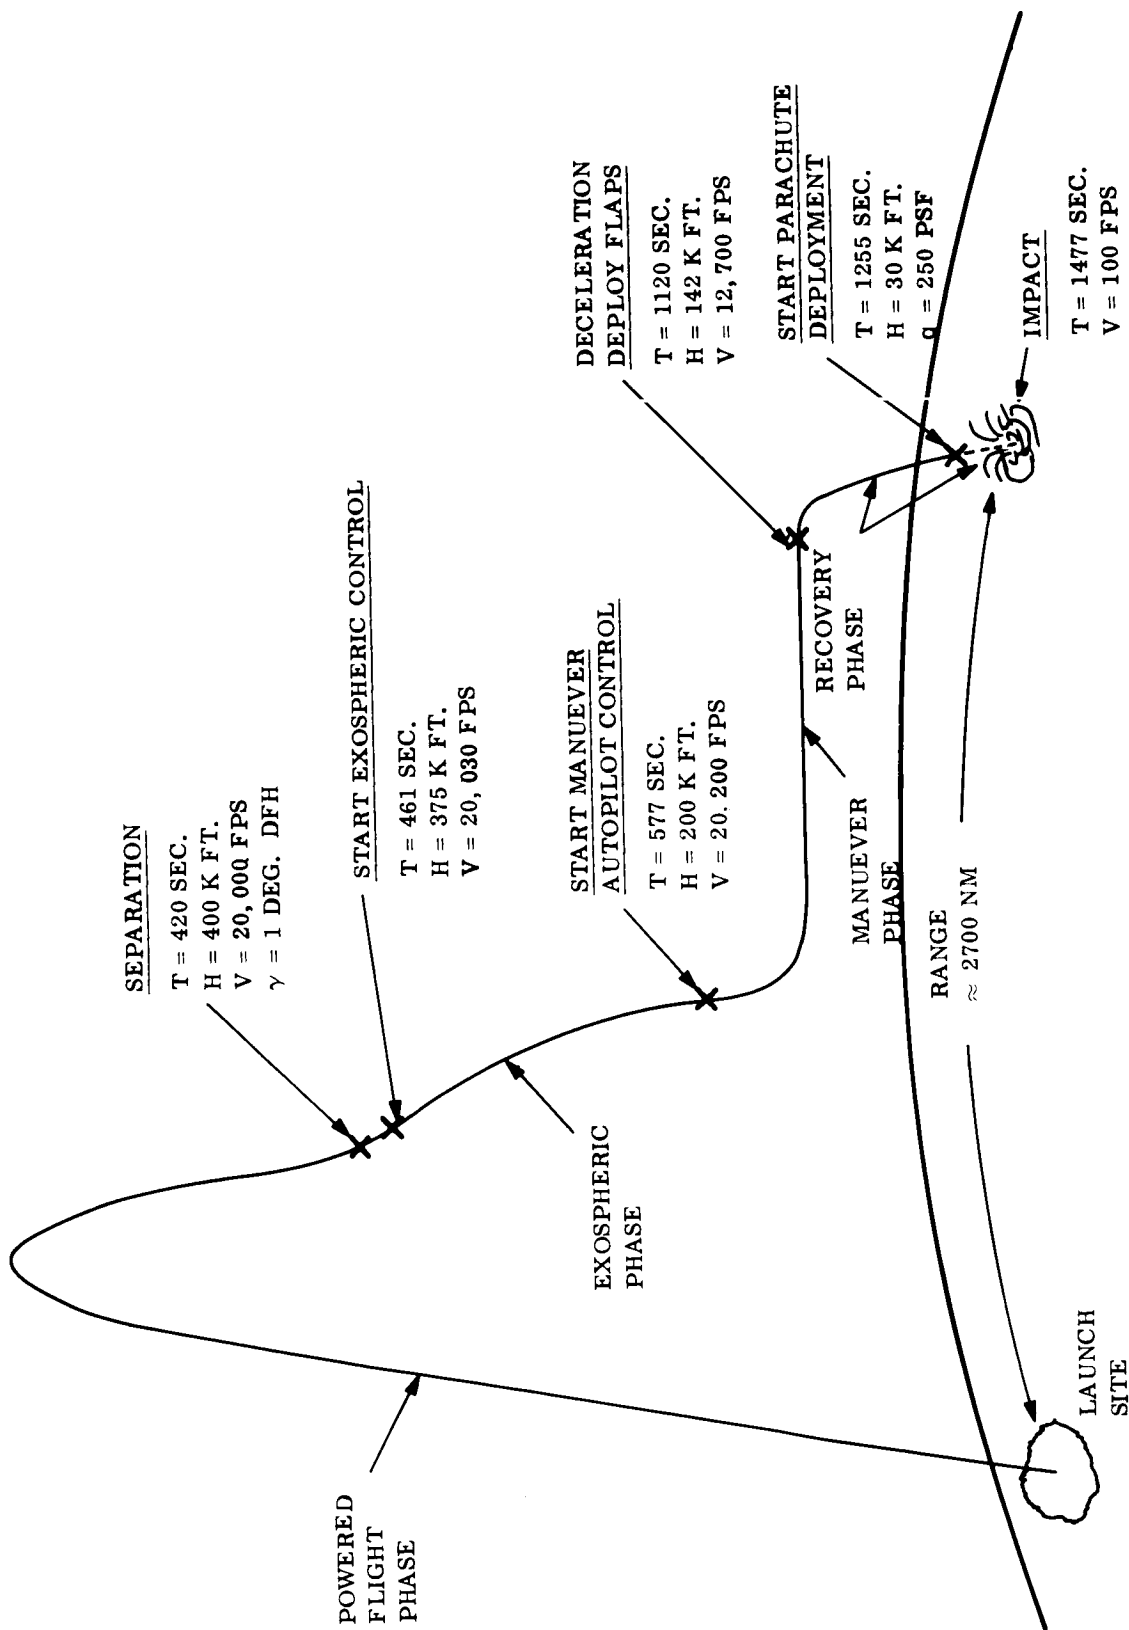 POWERED
FLIGHT
PHASE
SEPARATION
T = 420 SEC.
H = 400 K FT.
V = 20,000 FPS
γ = 1 DEG. DFH
START EXOSPHERIC CONTROL
T = 461 SEC.
H = 375 K FT.
V = 20,030 FPS
EXOSPHERIC
PHASE
START MANUEVER
AUTOPILOT CONTROL
T = 577 SEC.
H = 200 K FT.
V = 20.200 FPS
DECELERATION
DEPLOY FLAPS
T = 1120 SEC.
H = 142 K FT.
V = 12,700 FPS
MANUEVER
PHASE
RECOVERY
PHASE
START PARACHUTE
DEPLOYMENT
T = 1255 SEC.
H = 30 K FT.
q = 250 PSF
RANGE
≈ 2700 NM
LAUNCH
SITE
IMPACT
T = 1477 SEC.
V = 100 FPS